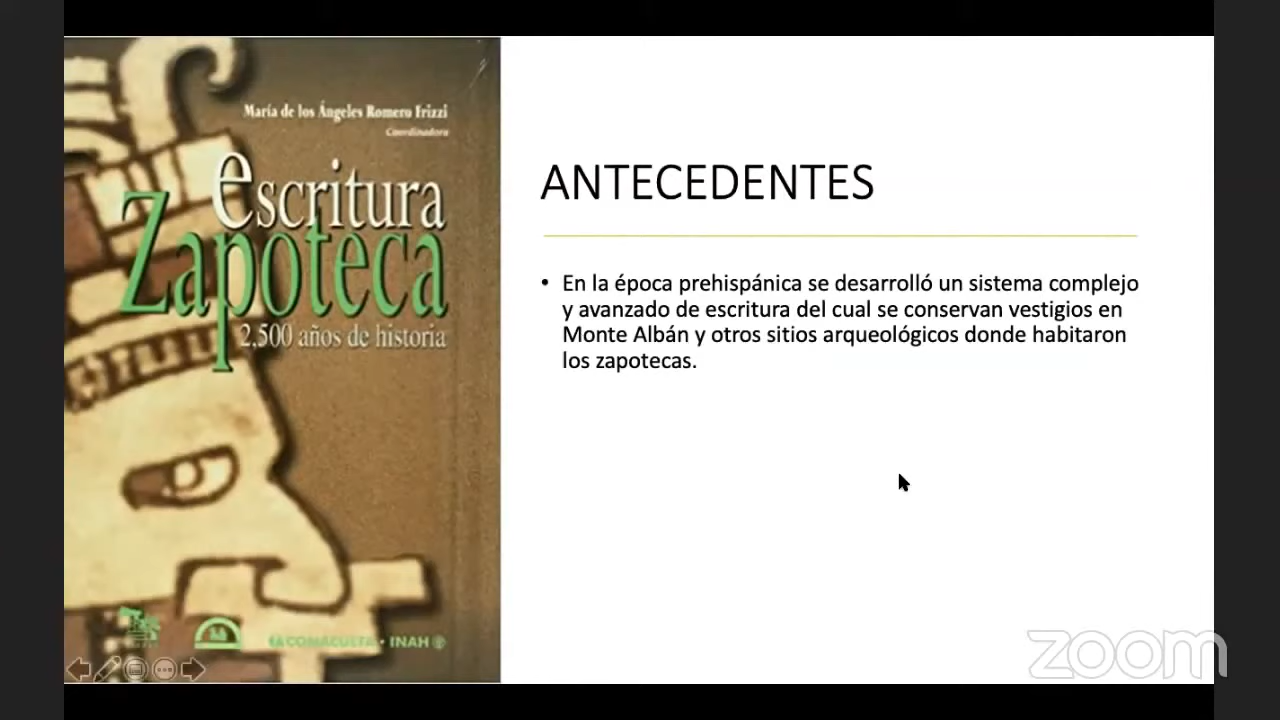 María de los Ángeles Romero Frizzi
Coordinadora
escritura
Zapoteca
2,500 años de historia
CONACULTA • INAH
ANTECEDENTES
• En la época prehispánica se desarrolló un sistema complejo
y avanzado de escritura del cual se conservan vestigios en
Monte Albán y otros sitios arqueológicos donde habitaron
los zapotecas.
zoom